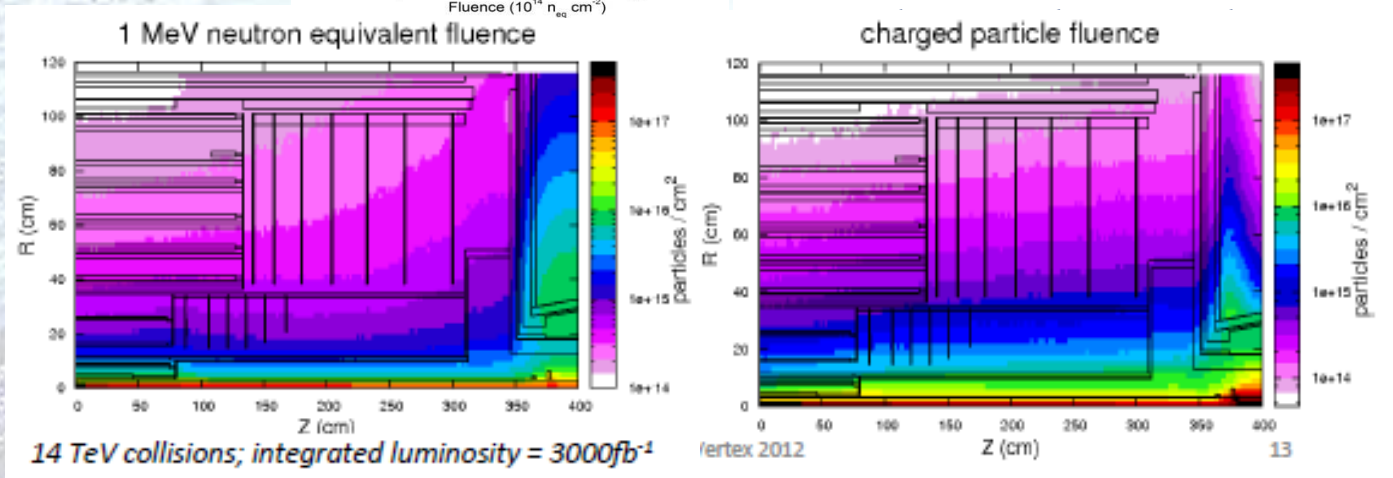 Fluence (10¹⁴ n_eq cm⁻²)
1 MeV neutron equivalent fluence
120
100
80
60
40
20
0
R (cm)
0 50 100 150 200 250 300 350 400
Z (cm)
1e+17
1e+16
1e+15
1e+14
particles / cm²
14 TeV collisions; integrated luminosity = 3000fb⁻¹
charged particle fluence
120
100
80
60
40
20
0
R (cm)
0 50 100 150 200 250 300 350 400
Z (cm)
1e+17
1e+16
1e+15
1e+14
particles / cm²
Vertex 2012
13